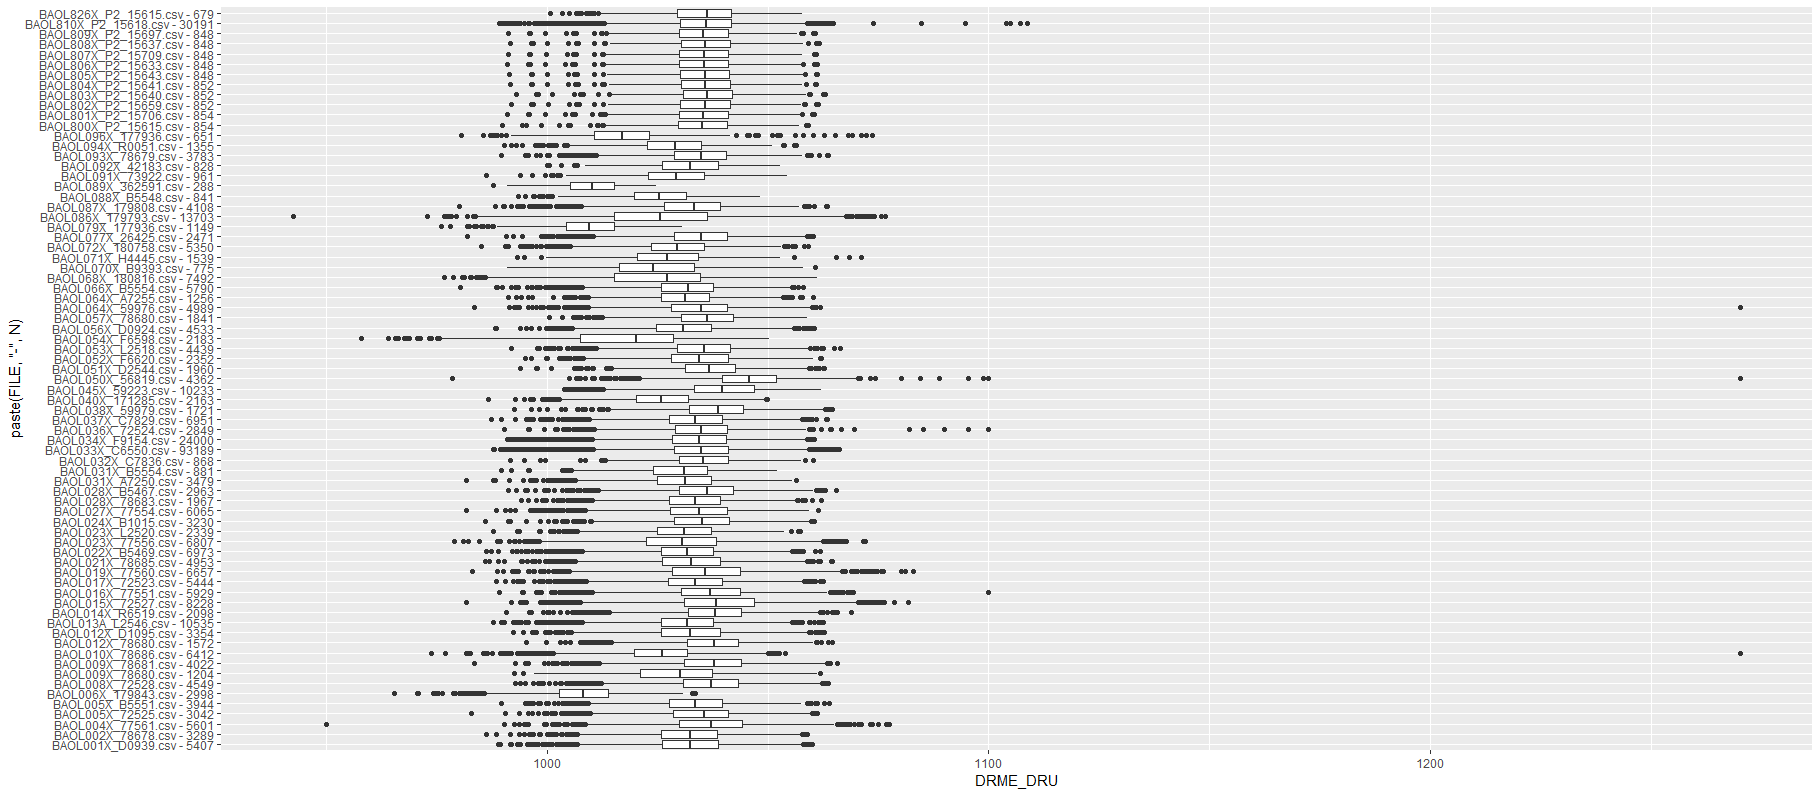 BAOL826X_P2_15615.csv - 679
BAOL810X_P2_15618.csv - 30191
BAOL809X_P2_15697.csv - 848
BAOL808X_P2_15637.csv - 848
BAOL807X_P2_15709.csv - 848
BAOL806X_P2_15633.csv - 848
BAOL805X_P2_15643.csv - 848
BAOL804X_P2_15641.csv - 852
BAOL803X_P2_15640.csv - 852
BAOL802X_P2_15659.csv - 852
BAOL801X_P2_15706.csv - 854
BAOL800X_P2_15615.csv - 854
BAOL096X_177936.csv - 651
BAOL094X_R0051.csv - 1355
BAOL093X_78679.csv - 3783
BAOL092X_42183.csv - 828
BAOL091X_73922.csv - 961
BAOL089X_362591.csv - 288
BAOL088X_B5548.csv - 841
BAOL087X_179808.csv - 4108
BAOL086X_179793.csv - 13703
BAOL079X_177936.csv - 1149
BAOL077X_26425.csv - 2471
BAOL072X_180758.csv - 5350
BAOL071X_H4445.csv - 1539
BAOL070X_B9393.csv - 775
BAOL068X_180816.csv - 7492
BAOL066X_B5554.csv - 5790
BAOL064X_A7255.csv - 1256
BAOL064X_59976.csv - 4989
BAOL057X_78680.csv - 1841
BAOL056X_D0924.csv - 4533
BAOL054X_F6598.csv - 2183
BAOL053X_L2518.csv - 4439
BAOL052X_F6620.csv - 2352
BAOL051X_D2544.csv - 1960
BAOL050X_56819.csv - 4362
BAOL045X_59223.csv - 10233
BAOL040X_171285.csv - 2163
BAOL038X_59979.csv - 1721
BAOL037X_C7829.csv - 6951
BAOL036X_72524.csv - 2849
BAOL034X_F9154.csv - 24000
BAOL033X_C6550.csv - 93189
BAOL032X_C7836.csv - 868
BAOL031X_B5554.csv - 881
BAOL031X_A7250.csv - 3479
BAOL028X_B5467.csv - 2963
BAOL028X_78683.csv - 1967
BAOL027X_77554.csv - 6065
BAOL024X_B1015.csv - 3230
BAOL023X_L2520.csv - 2339
BAOL023X_77556.csv - 6807
BAOL022X_B5469.csv - 6973
BAOL021X_78685.csv - 4953
BAOL019X_77560.csv - 6657
BAOL017X_72523.csv - 5444
BAOL016X_77551.csv - 5929
BAOL015X_72527.csv - 8228
BAOL014X_R6519.csv - 2098
BAOL013A_L2546.csv - 10535
BAOL012X_D1095.csv - 3354
BAOL012X_78680.csv - 1572
BAOL010X_78686.csv - 6412
BAOL009X_78681.csv - 4022
BAOL009X_78680.csv - 1204
BAOL008X_72528.csv - 4549
BAOL006X_179843.csv - 2998
BAOL005X_B5551.csv - 3944
BAOL005X_72525.csv - 3042
BAOL004X_77561.csv - 5601
BAOL002X_78678.csv - 3289
BAOL001X_D0939.csv - 5407
paste(FILE, "-", N)
1000
1100
1200
DRME_DRU